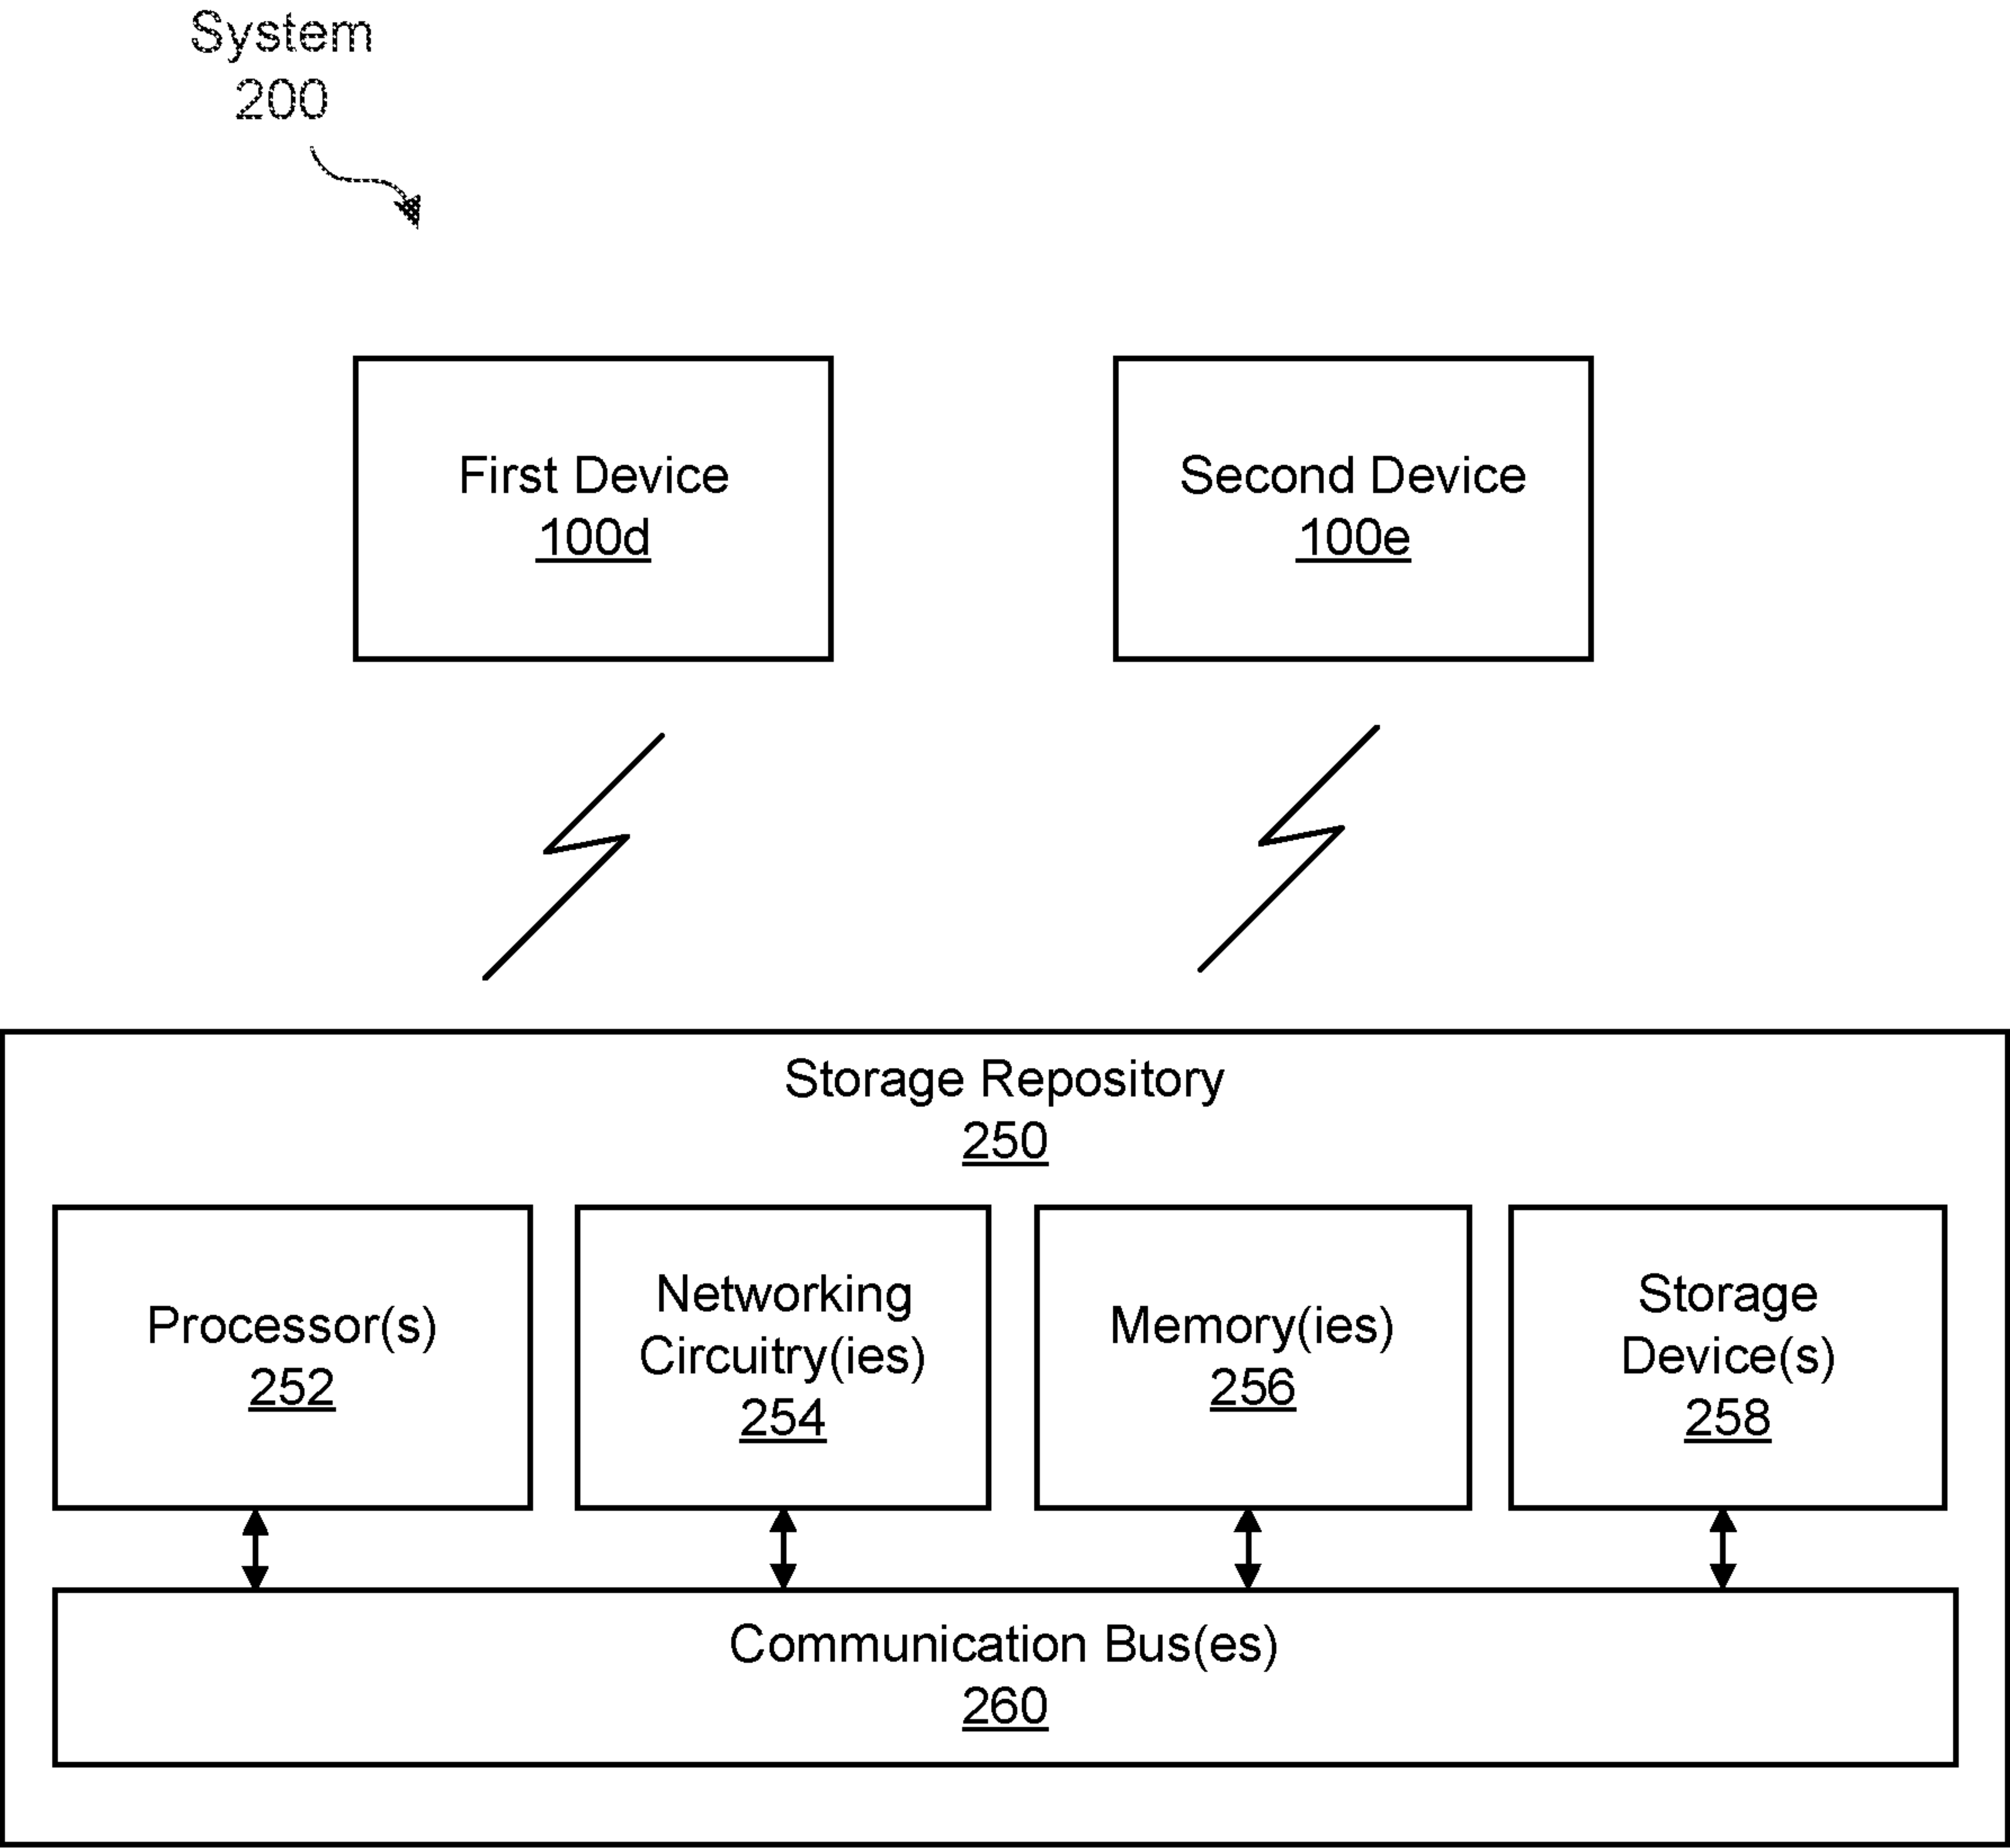 System
200
First Device
100d
Second Device
100e
Storage Repository
250
Processor(s)
252
Networking
Circuitry(ies)
254
Memory(ies)
256
Storage
Device(s)
258
Communication Bus(es)
260